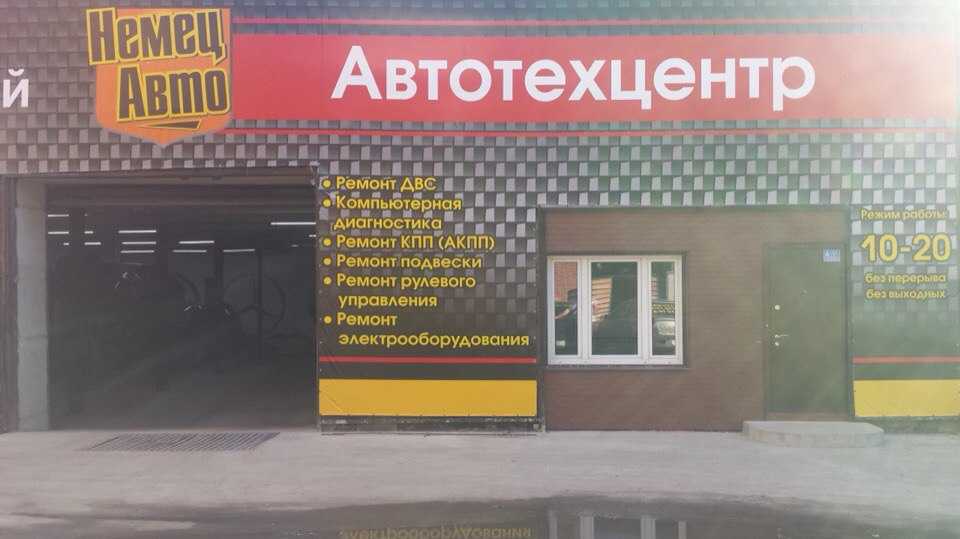 Немец
Авто
Автотехцентр
й
• Ремонт ДВС
• Компьютерная
диагностика
• Ремонт КПП (АКПП)
• Ремонт подвески
• Ремонт рулевого
управления
• Ремонт
электрооборудования
Режим работы:
10-20
без перерыва
без выходных